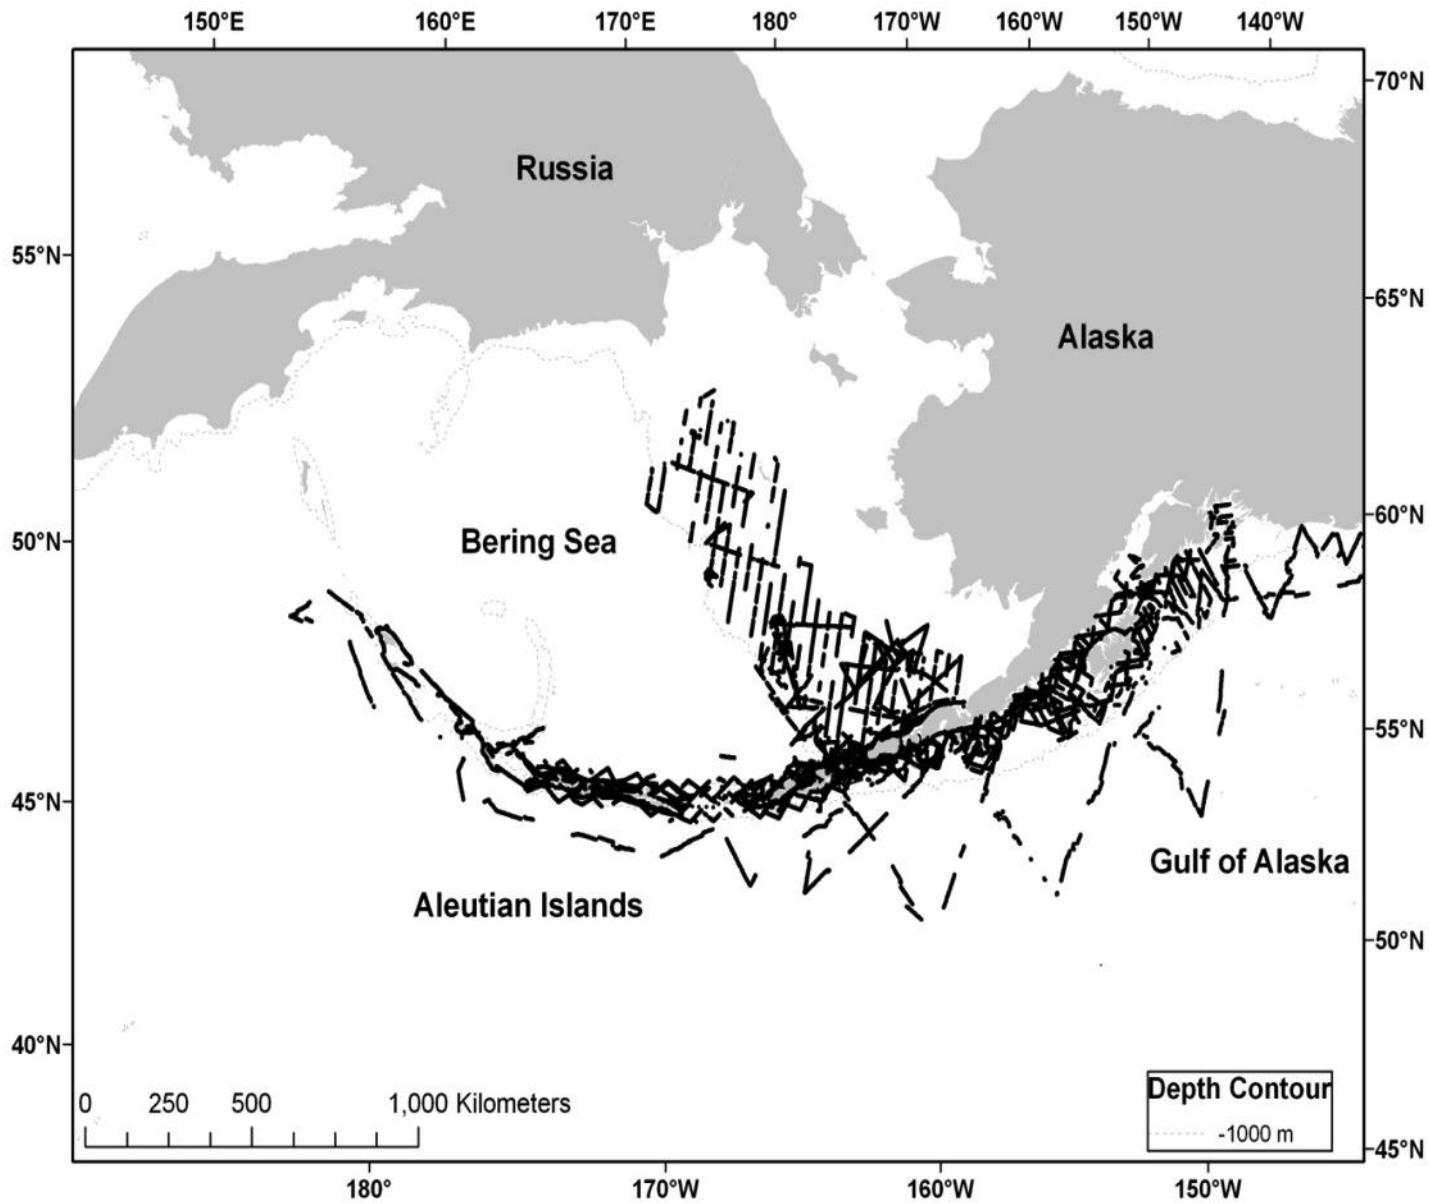 150°E 160°E 170°E 180° 170°W 160°W 150°W 140°W
70°N
Russia
55°N
65°N
Alaska
60°N
50°N
Bering Sea
55°N
45°N
Gulf of Alaska
Aleutian Islands
50°N
40°N
Depth Contour
0 250 500 1,000 Kilometers
-1000 m
45°N
180° 170°W 160°W 150°W